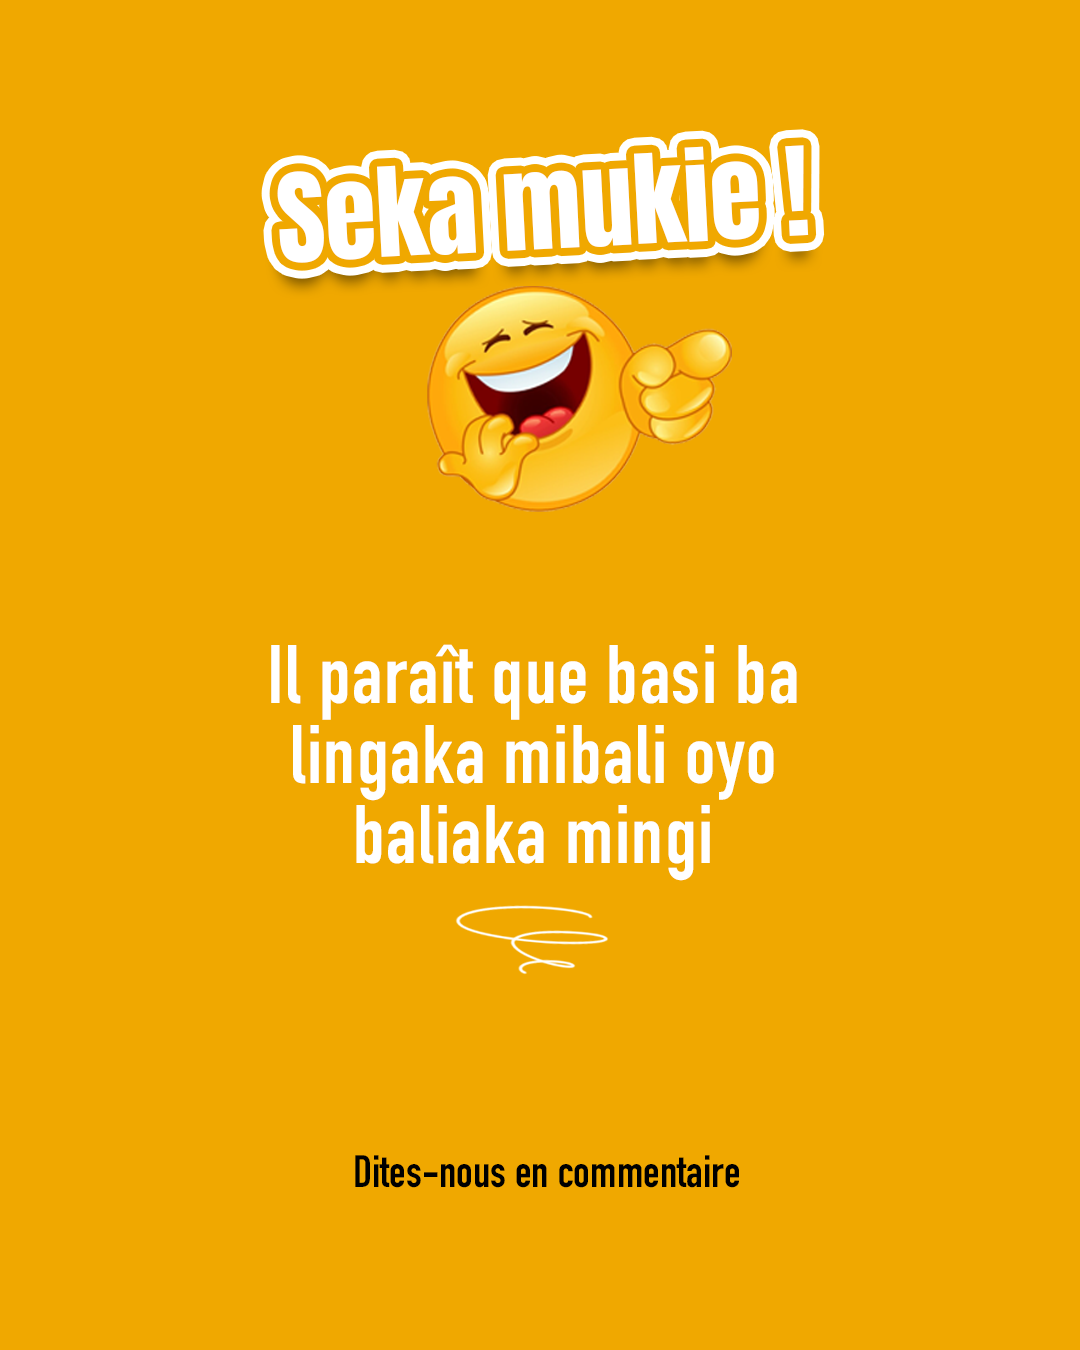 Seka mukie !
Il paraît que basi ba
lingaka mibali oyo
baliaka mingi
Dites-nous en commentaire